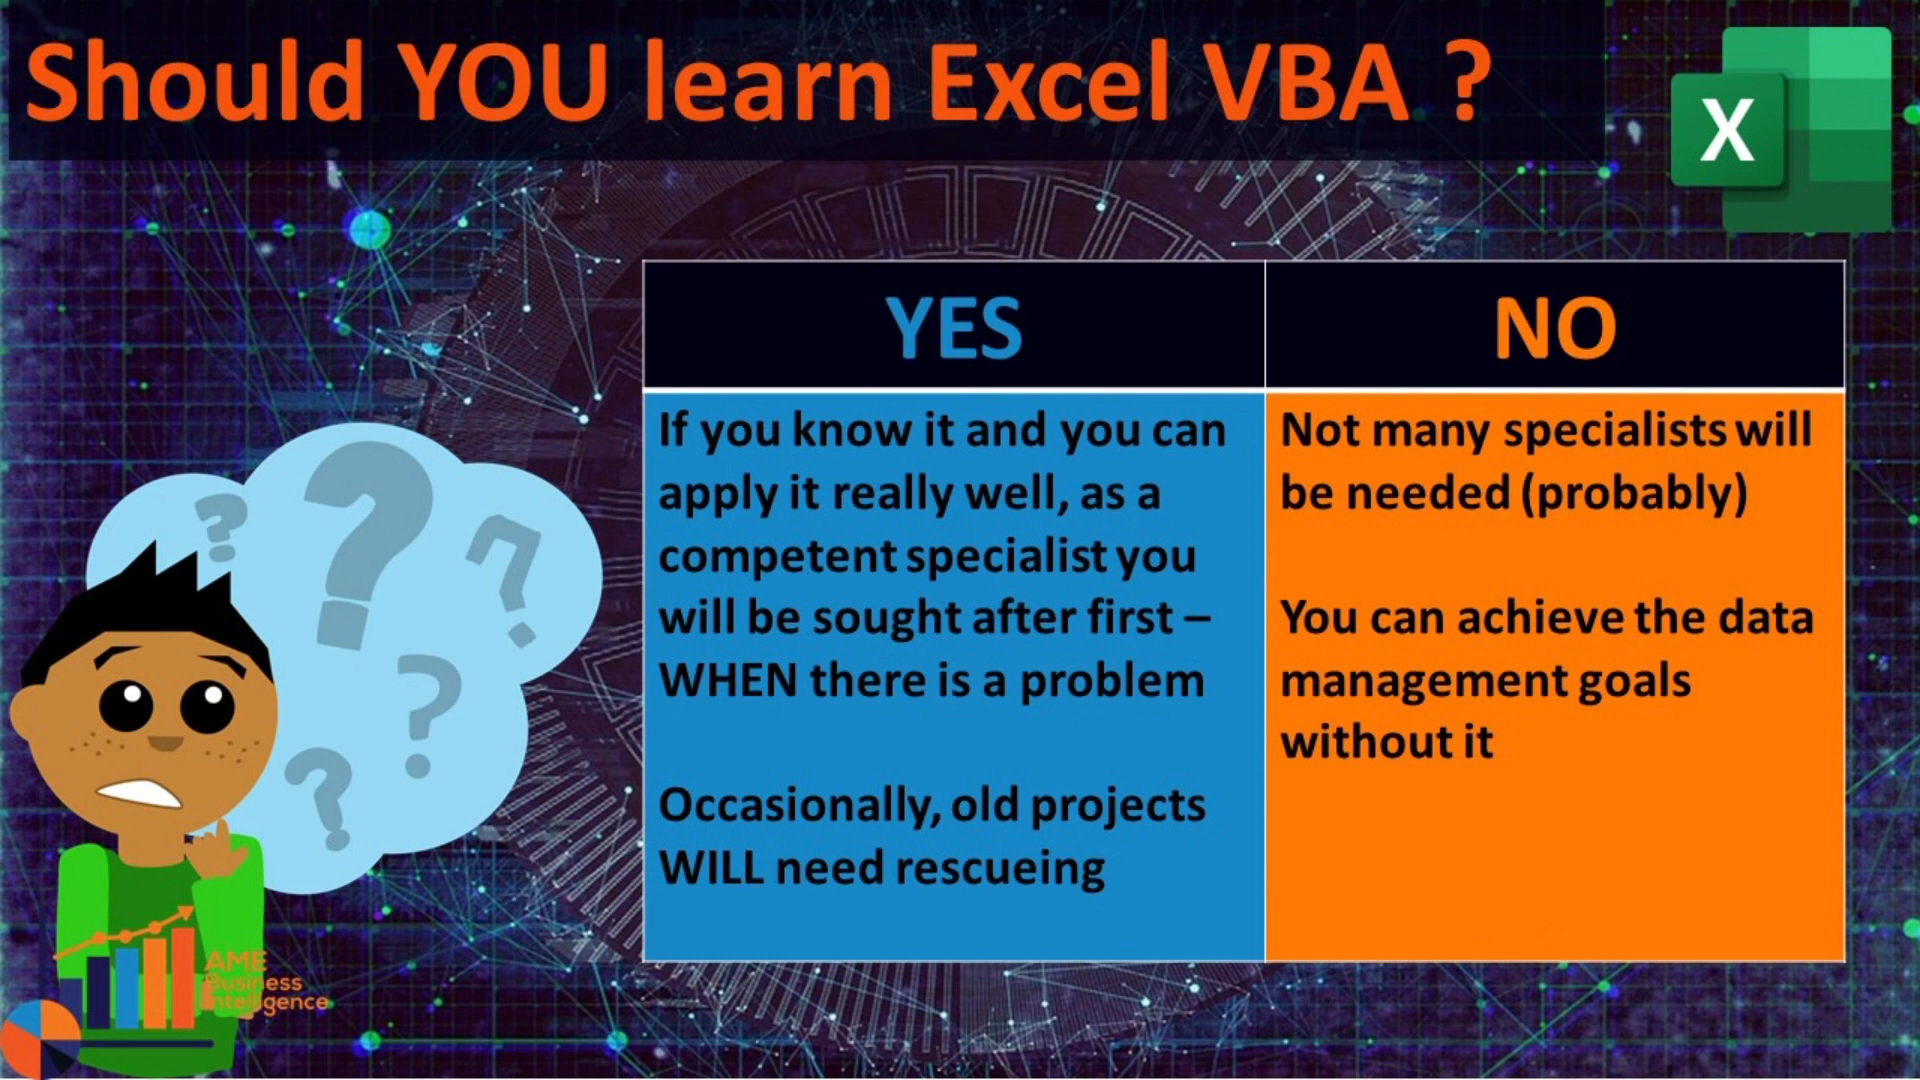 Should YOU learn Excel VBA ?
X
YES
NO
If you know it and you can
apply it really well, as a
competent specialist you
will be sought after first –
WHEN there is a problem
Occasionally, old projects
WILL need rescueing
Not many specialists will
be needed (probably)
You can achieve the data
management goals
without it
? ? ? ? ?
AME
Business
Intelligence